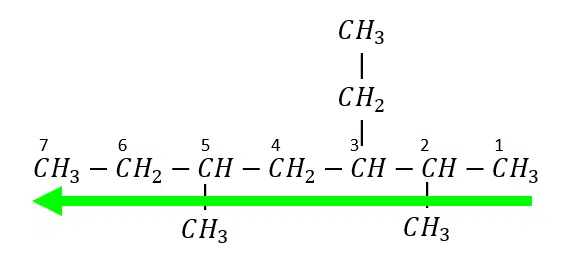 CH₃
|
CH₂
|
7 6 5 4 3 2 1
CH₃ − CH₂ − CH − CH₂ − CH − CH − CH₃
| |
CH₃ CH₃